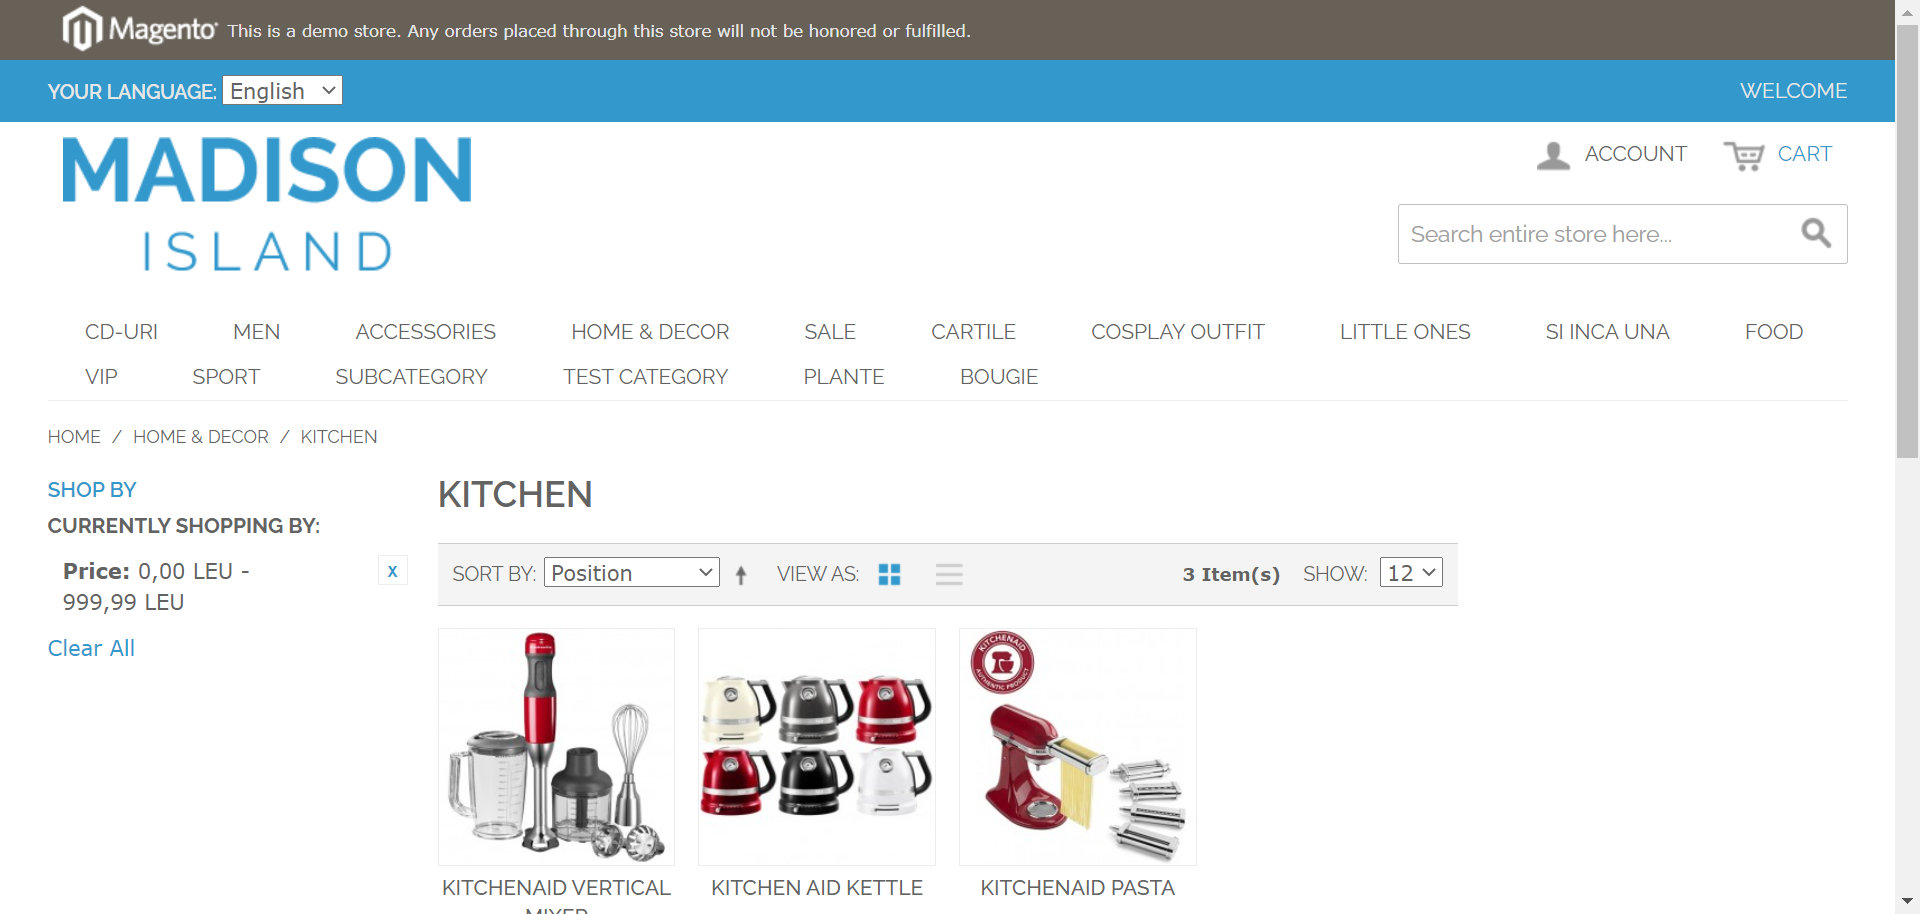 Magento® This is a demo store. Any orders placed through this store will not be honored or fulfilled.
YOUR LANGUAGE: English WELCOME
MADISON
ISLAND
ACCOUNT CART
Search entire store here...
CD-URI MEN ACCESSORIES HOME & DECOR SALE CARTILE COSPLAY OUTFIT LITTLE ONES SI INCA UNA FOOD
VIP SPORT SUBCATEGORY TEST CATEGORY PLANTE BOUGIE
HOME / HOME & DECOR / KITCHEN
SHOP BY
CURRENTLY SHOPPING BY:
Price: 0,00 LEU -
999,99 LEU
X
Clear All
KITCHEN
SORT BY: Position VIEW AS: 3 Item(s) SHOW: 12
KITCHENAID
AUTHENTIC PRODUCT
KITCHENAID VERTICAL
MIXER
KITCHEN AID KETTLE
KITCHENAID PASTA